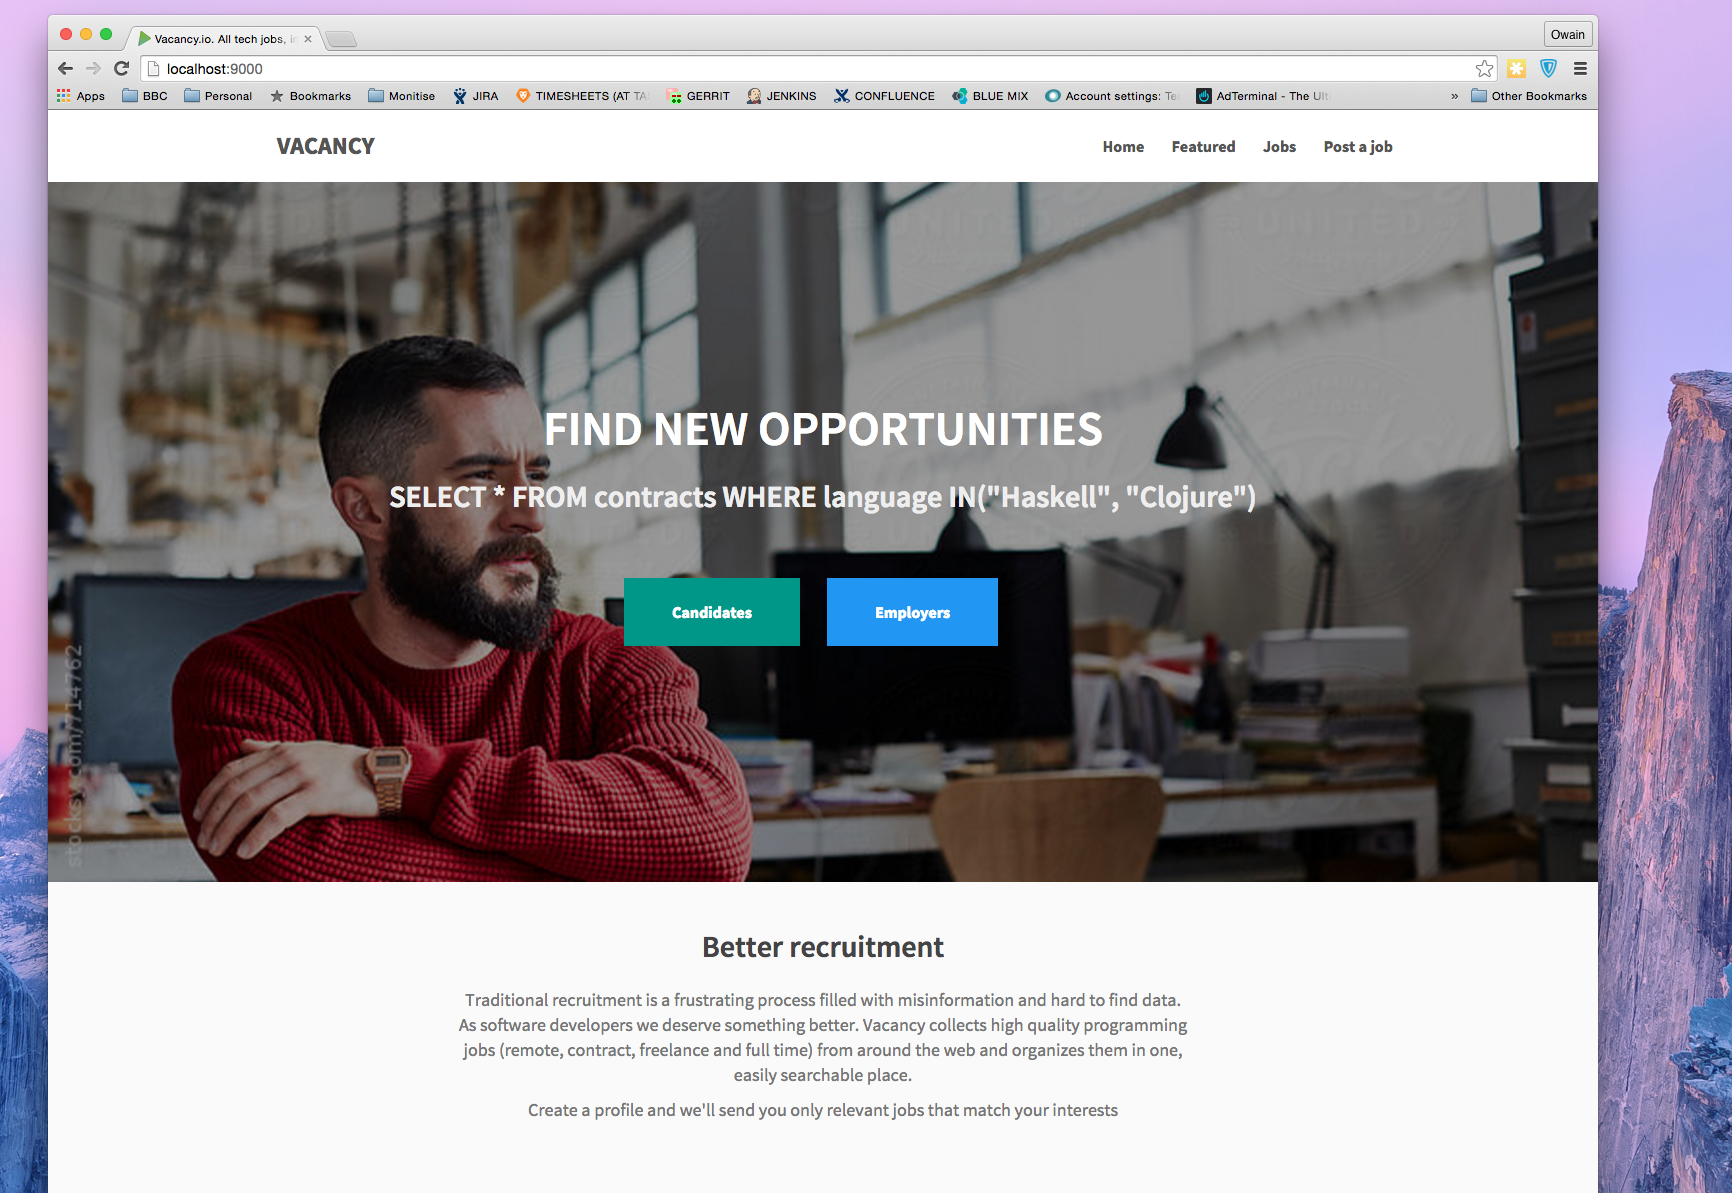 Vacancy.io. All tech jobs, in
Owain
localhost:9000
Apps BBC Personal Bookmarks Monitise JIRA TIMESHEETS (AT TA GERRIT JENKINS CONFLUENCE BLUE MIX Account settings: Te AdTerminal - The Ult » Other Bookmarks
VACANCY
Home Featured Jobs Post a job
UNITED
UNITED
FIND NEW OPPORTUNITIES
SELECT * FROM contracts WHERE language IN("Haskell", "Clojure")
Candidates Employers
stocksy.com/714762
Better recruitment
Traditional recruitment is a frustrating process filled with misinformation and hard to find data.
As software developers we deserve something better. Vacancy collects high quality programming
jobs (remote, contract, freelance and full time) from around the web and organizes them in one,
easily searchable place.
Create a profile and we'll send you only relevant jobs that match your interests